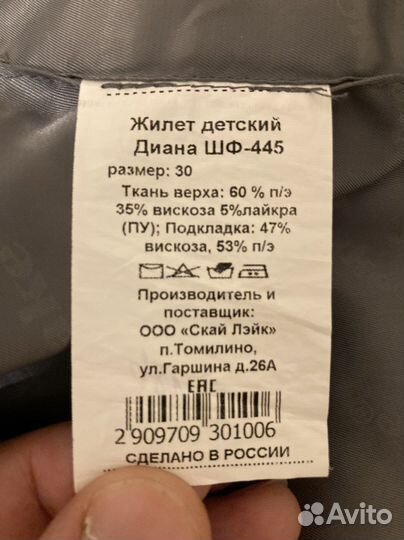 Жилет детский
Диана ШФ-445
размер: 30
Ткань верха: 60 % п/э
35% вискоза 5%лайкра
(ПУ); Подкладка: 47%
вискоза, 53% п/э
Производитель и
поставщик:
ООО «Скай Лэйк»
п.Томилино,
ул.Гаршина д.26А
ЕАС
2 909709 301006
СДЕЛАНО В РОССИИ
Avito